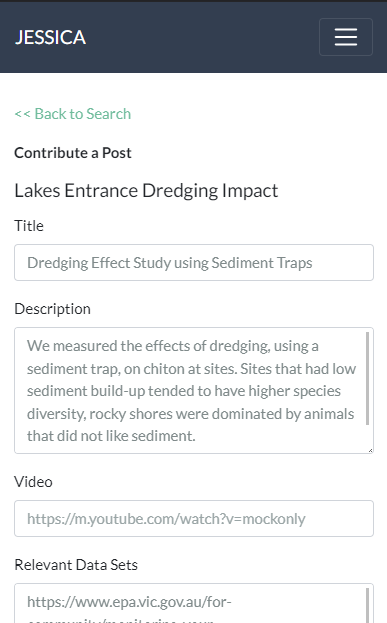 JESSICA
<< Back to Search
Contribute a Post
Lakes Entrance Dredging Impact
Title
Dredging Effect Study using Sediment Traps
Description
We measured the effects of dredging, using a
sediment trap, on chiton at sites. Sites that had low
sediment build-up tended to have higher species
diversity, rocky shores were dominated by animals
that did not like sediment.
Video
https://m.youtube.com/watch?v=mockonly
Relevant Data Sets
https://www.epa.vic.gov.au/for-
community/monitoring-your-